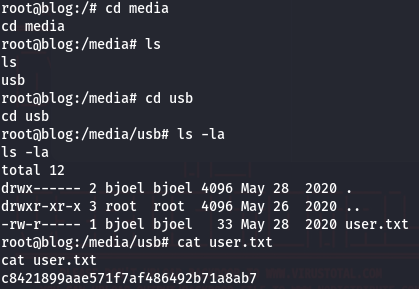 root@blog:/# cd media
cd media
root@blog:/media# ls
ls
usb
root@blog:/media# cd usb
cd usb
root@blog:/media/usb# ls -la
ls -la
total 12
drwx------ 2 bjoel bjoel 4096 May 28  2020 .
drwxr-xr-x 3 root  root  4096 May 26  2020 ..
-rw-r----- 1 bjoel bjoel   33 May 28  2020 user.txt
root@blog:/media/usb# cat user.txt
cat user.txt
c8421899aae571f7af486492b71a8ab7